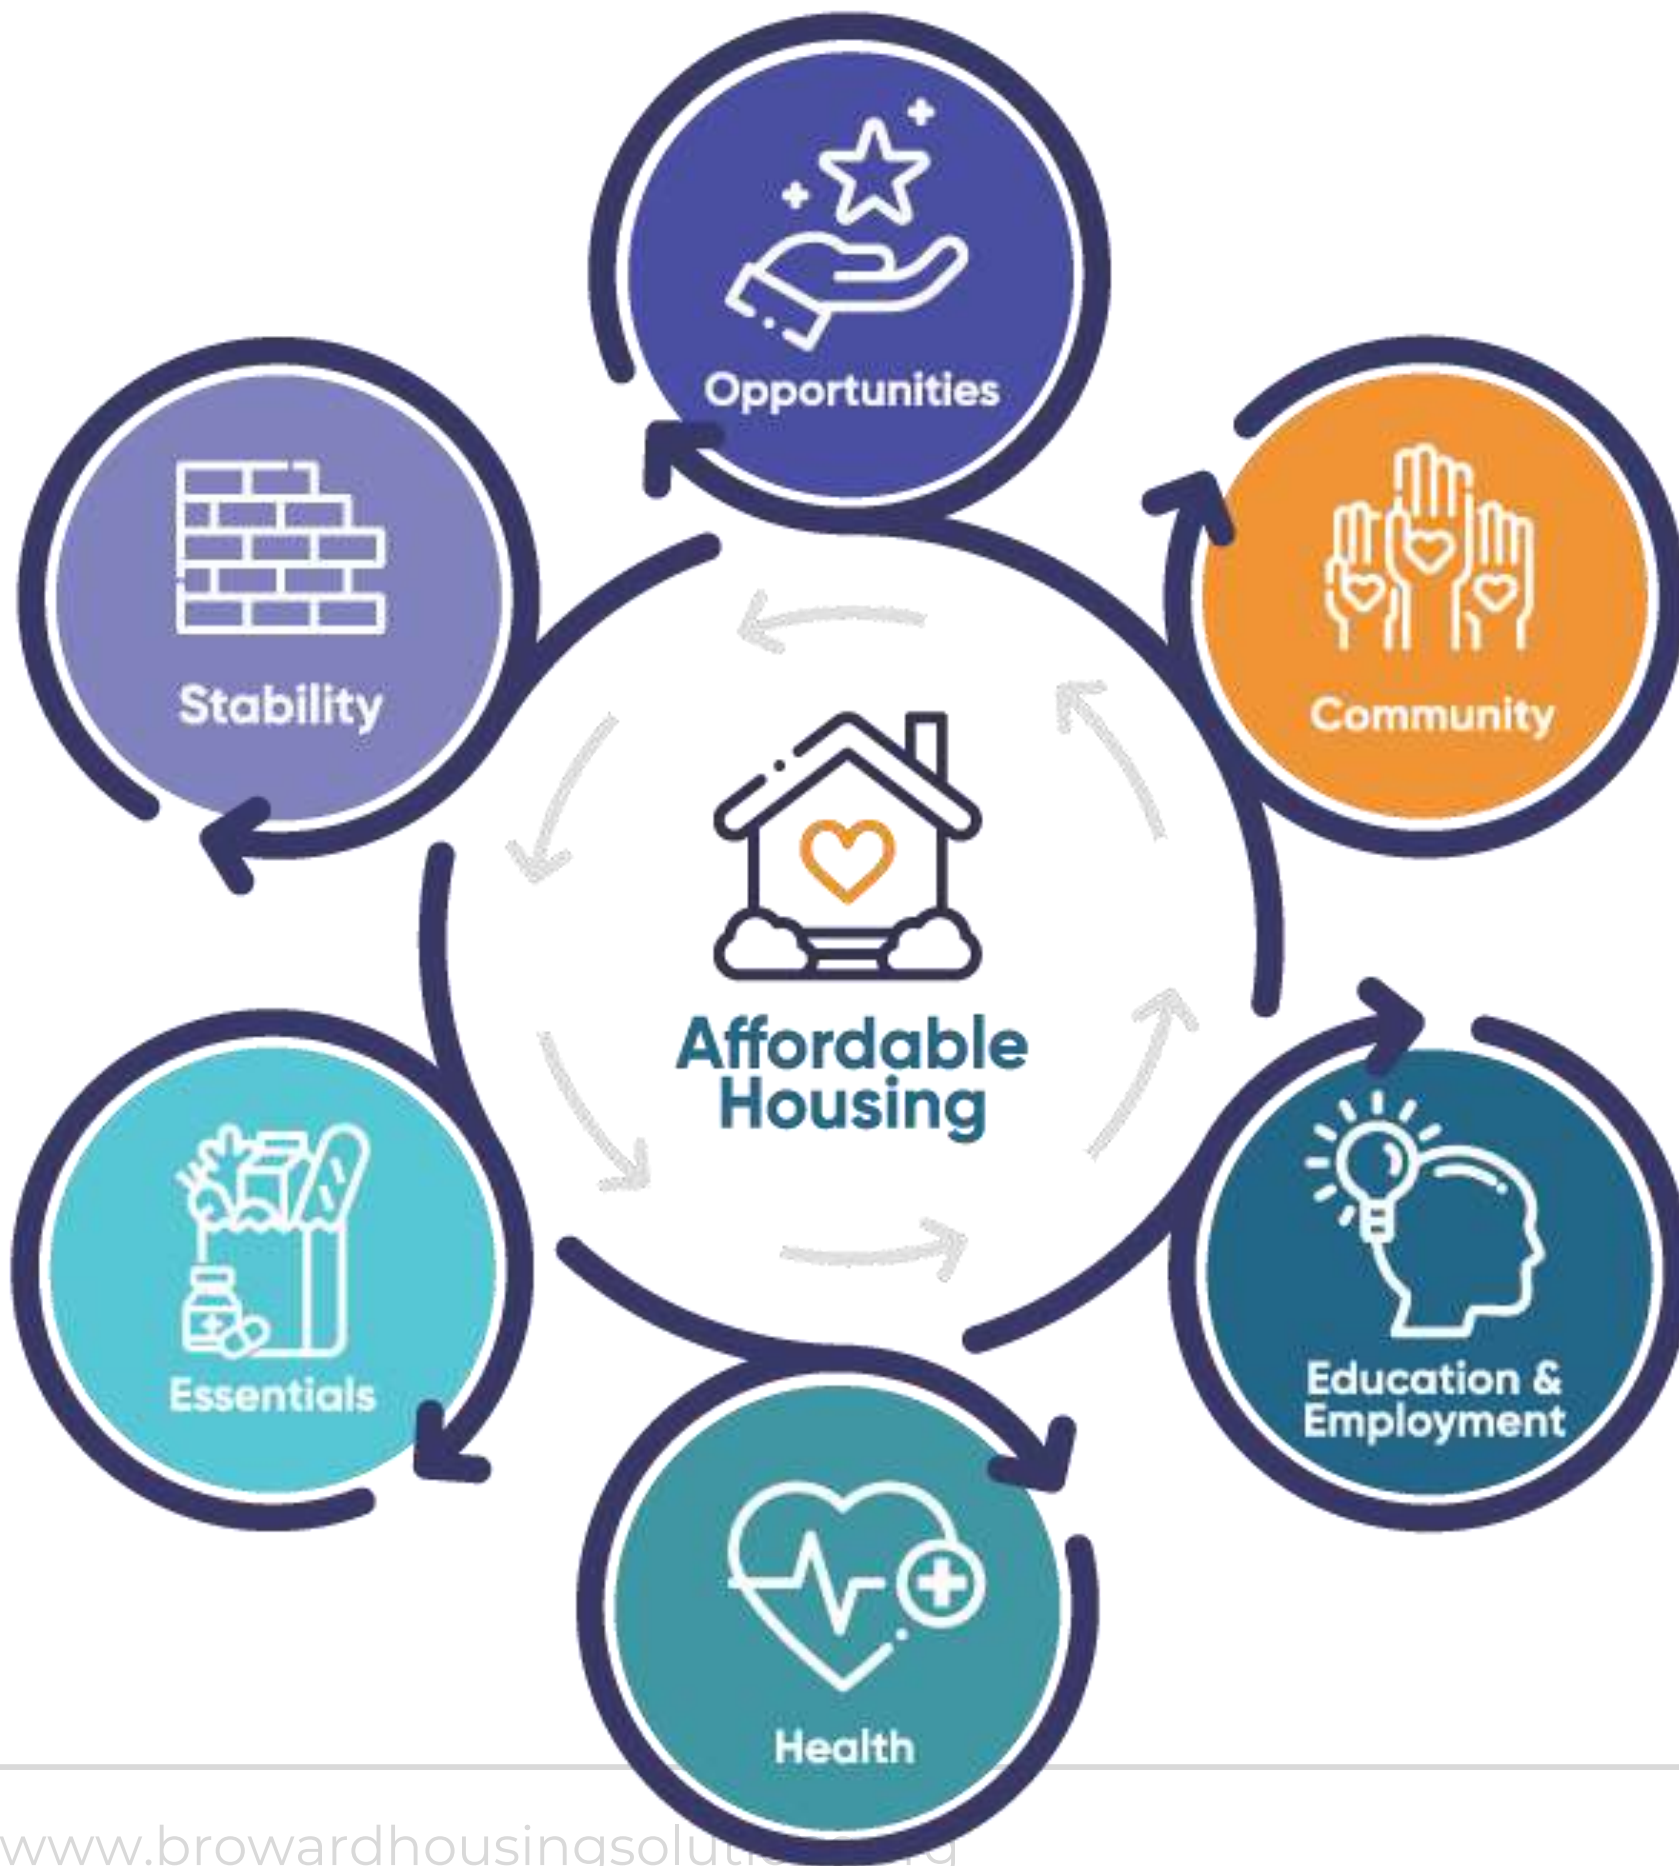 Opportunities
Stability
Community
Affordable
Housing
Essentials
Education &
Employment
Health